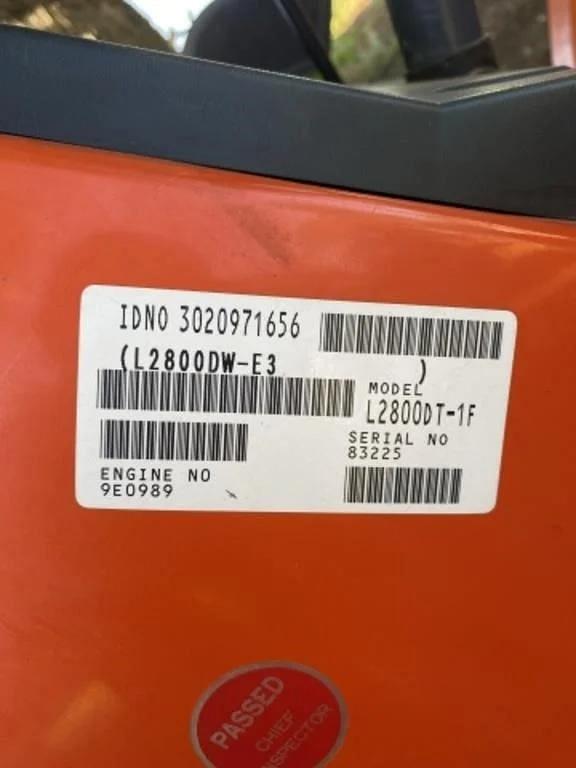 IDNO 3020971656
(L2800DW-E3 )
MODEL
L2800DT-1F
SERIAL NO
83225
ENGINE NO
9E0989
PASSED
CHIEF
INSPECTOR